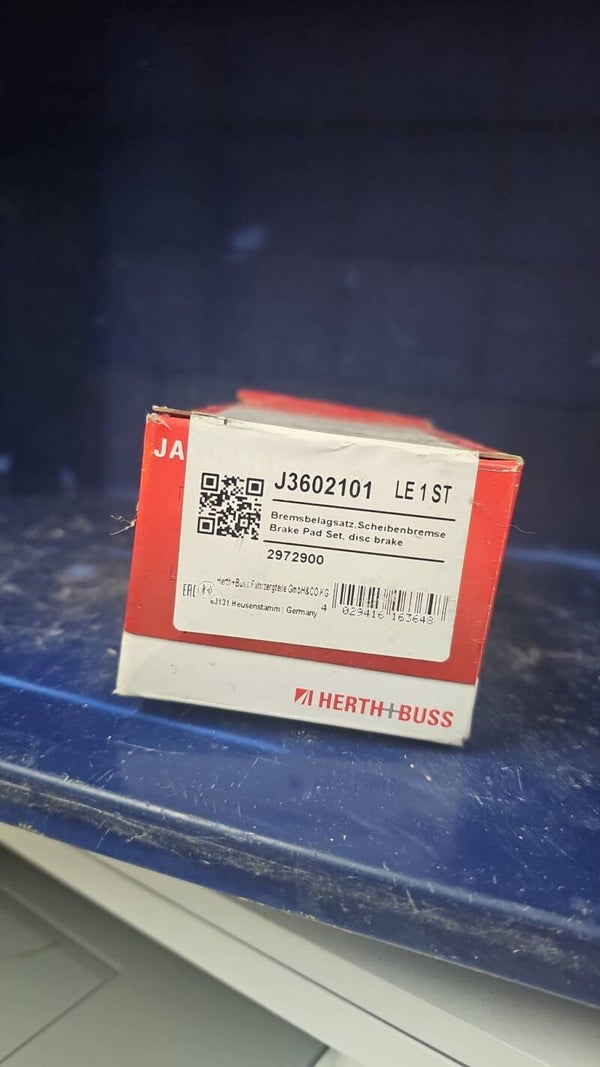 JA
J3602101 LE 1 ST
Bremsbelagsatz,Scheibenbremse
Brake Pad Set, disc brake
2972900
Herth+Buss Fahrzeugteile GmbH&CO.KG
63131 Heusenstamm | Germany
EAC
4 029416 163648
HERTH+BUSS